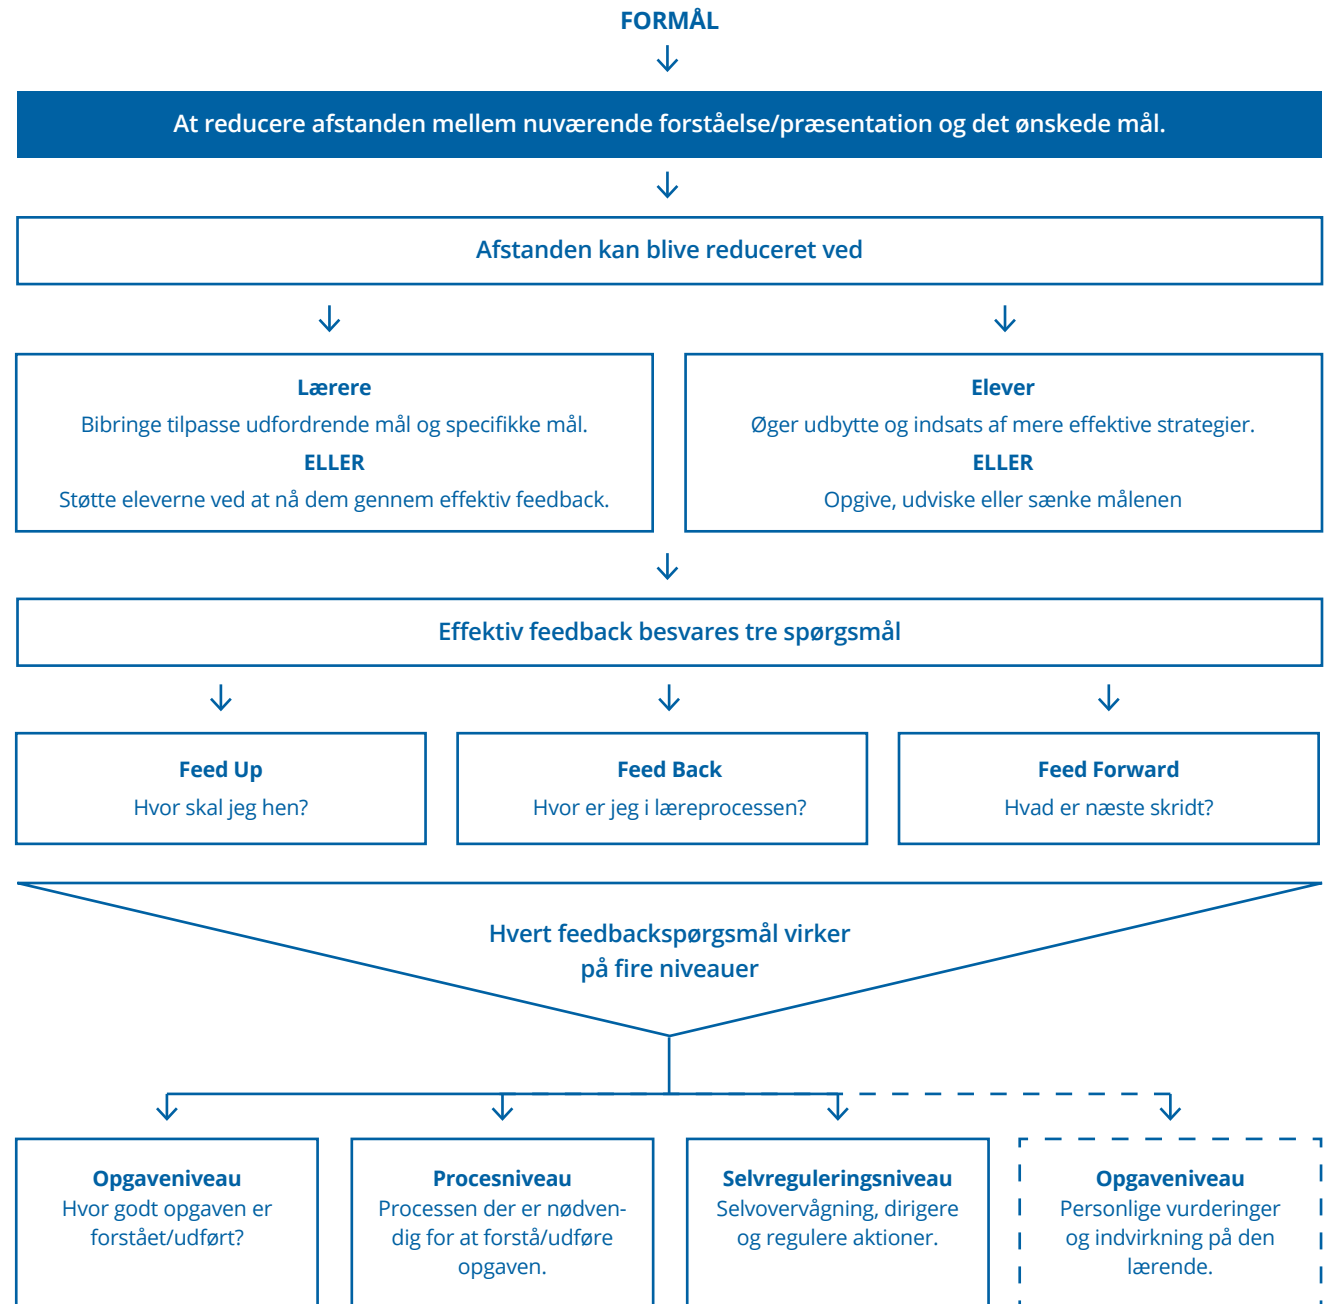 FORMÅL
At reducere afstanden mellem nuværende forståelse/præsentation og det ønskede mål.
Afstanden kan blive reduceret ved
Lærere
Bibringe tilpasse udfordrende mål og specifikke mål.
ELLER
Støtte eleverne ved at nå dem gennem effektiv feedback.
Elever
Øger udbytte og indsats af mere effektive strategier.
ELLER
Opgive, udviske eller sænke målenen
Effektiv feedback besvares tre spørgsmål
Feed Up
Hvor skal jeg hen?
Feed Back
Hvor er jeg i læreprocessen?
Feed Forward
Hvad er næste skridt?
Hvert feedbackspørgsmål virker
på fire niveauer
Opgaveniveau
Hvor godt opgaven er
forstået/udført?
Procesniveau
Processen der er nødven-
dig for at forstå/udføre
opgaven.
Selvreguleringsniveau
Selvovervågning, dirigere
og regulere aktioner.
Opgaveniveau
Personlige vurderinger
og indvirkning på den
lærende.